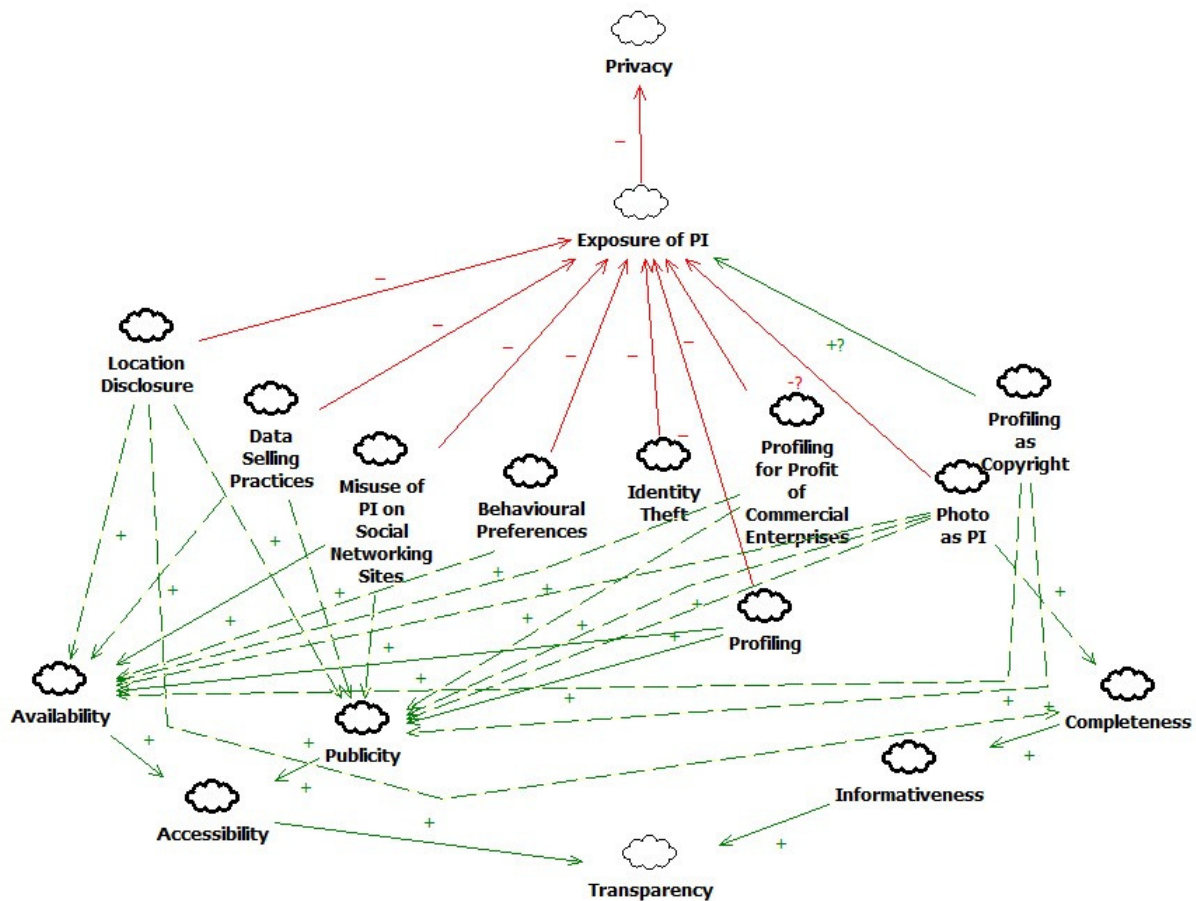 Privacy
–
Exposure of PI
–
–
–
–
–
–
+?
-?
–
Location
Disclosure
Data
Selling
Practices
Misuse of
PI on
Social
Networking
Sites
Behavioural
Preferences
Identity
Theft
Profiling
for Profit
of
Commercial
Enterprises
Profiling
as
Copyright
Photo
as PI
Profiling
+
+
+
+
+
+
+
+
+
+
+
+
+
+
Availability
Publicity
Completeness
+
+
+
+
Informativeness
Accessibility
+
+
Transparency